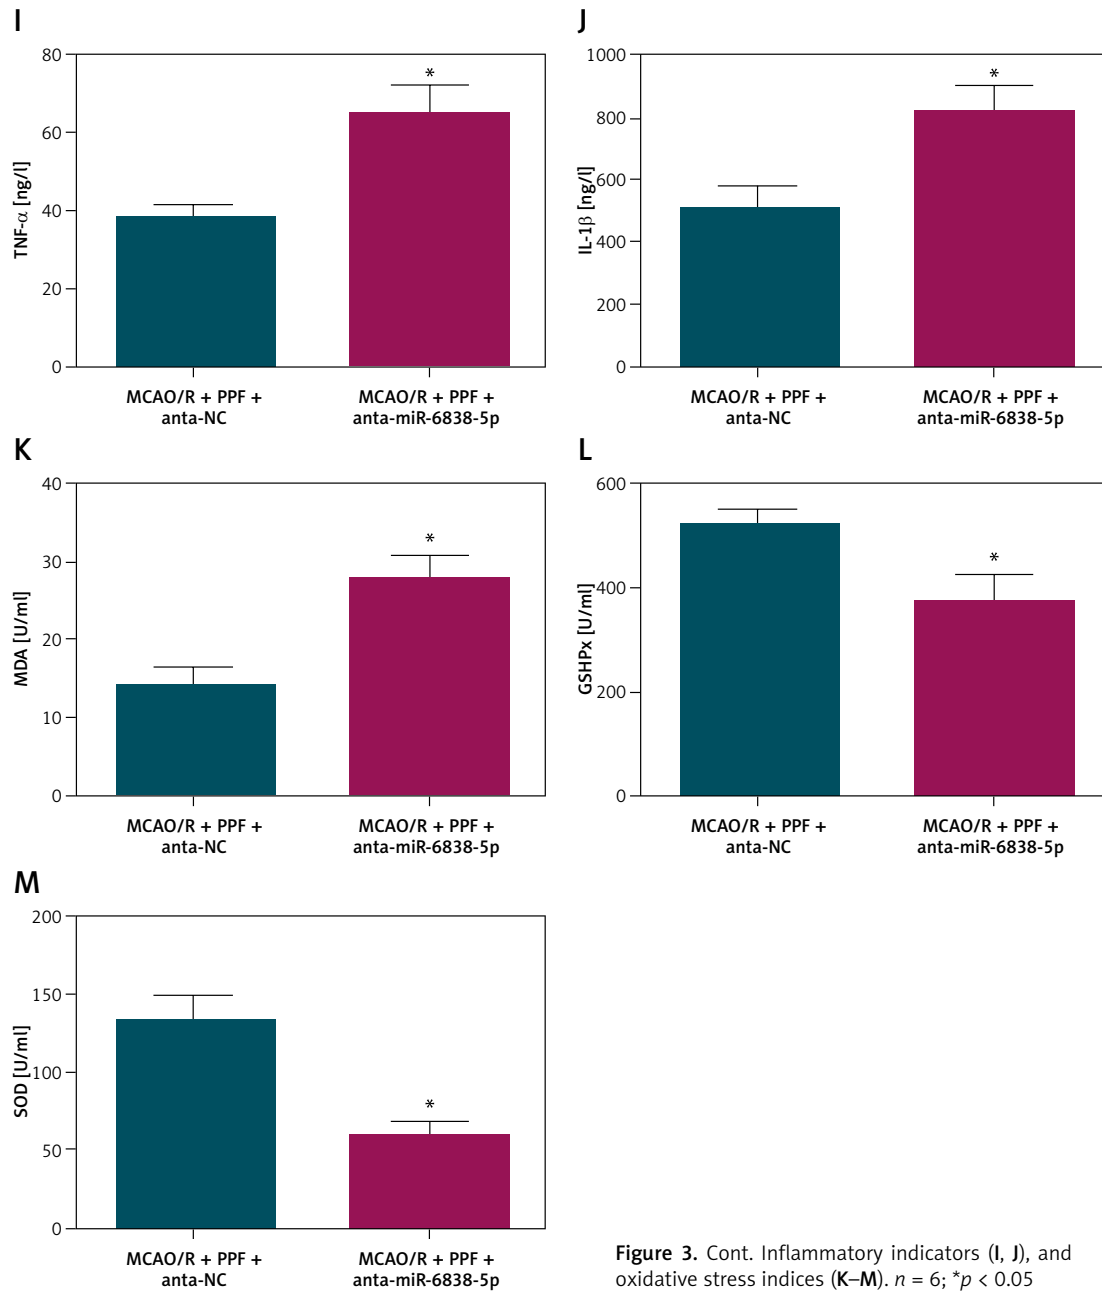 I
80
60
40
20
0
TNF-α [ng/l]
*
MCAO/R + PPF +
anta-NC
MCAO/R + PPF +
anta-miR-6838-5p
J
1000
800
600
400
200
0
IL-1β [ng/l]
*
MCAO/R + PPF +
anta-NC
MCAO/R + PPF +
anta-miR-6838-5p
K
40
30
20
10
0
MDA [U/ml]
*
MCAO/R + PPF +
anta-NC
MCAO/R + PPF +
anta-miR-6838-5p
L
600
400
200
0
GSHPx [U/ml]
*
MCAO/R + PPF +
anta-NC
MCAO/R + PPF +
anta-miR-6838-5p
M
200
150
100
50
0
SOD [U/ml]
*
MCAO/R + PPF +
anta-NC
MCAO/R + PPF +
anta-miR-6838-5p
Figure 3. Cont. Inflammatory indicators (I, J), and
oxidative stress indices (K–M). n = 6; *p < 0.05